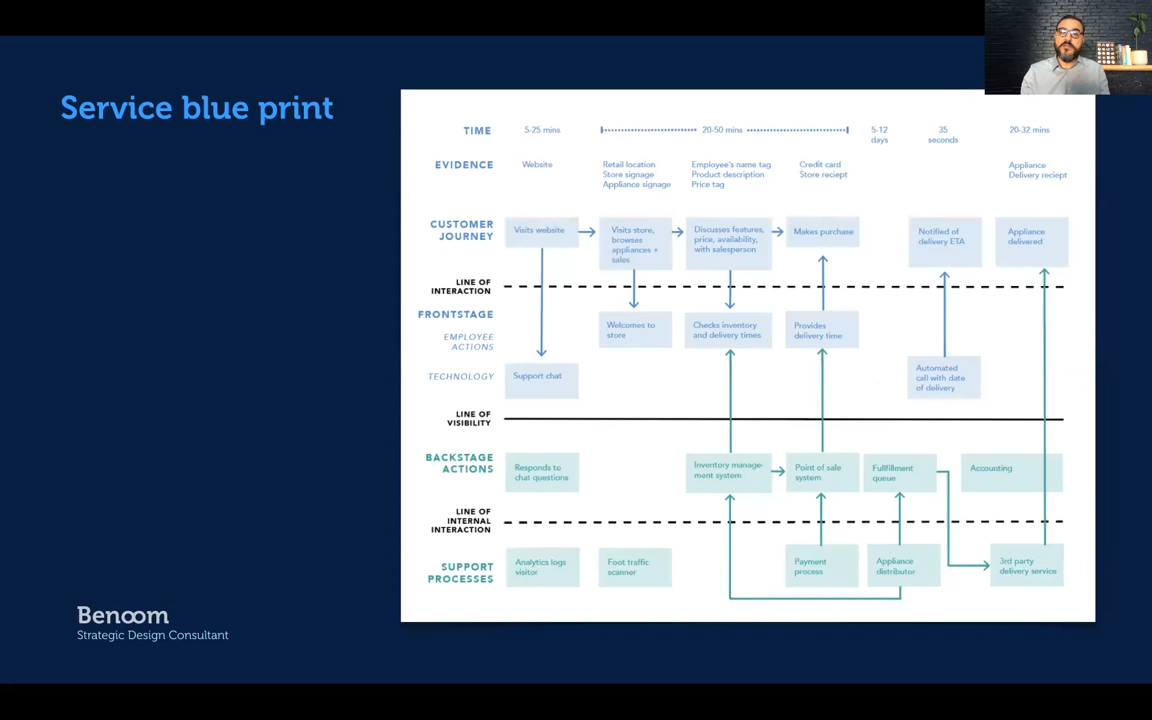 Service blue print
TIME
5-25 mins
20-50 mins
5-12
days
35
seconds
20-32 mins
EVIDENCE
Website
Retail location
Store signage
Appliance signage
Employee's name tag
Product description
Price tag
Credit card
Store reciept
Appliance
Delivery reciept
CUSTOMER
JOURNEY
Visits website
Visits store,
browses
appliances +
sales
Discusses features,
price, availability,
with salesperson
Makes purchase
Notified of
delivery ETA
Appliance
delivered
LINE OF
INTERACTION
FRONTSTAGE
EMPLOYEE
ACTIONS
Welcomes to
store
Checks inventory
and delivery times
Provides
delivery time
TECHNOLOGY
Support chat
Automated
call with date
of delivery
LINE OF
VISIBILITY
BACKSTAGE
ACTIONS
Responds to
chat questions
Inventory manage-
ment system
Point of sale
system
Fullfillment
queue
Accounting
LINE OF
INTERNAL
INTERACTION
SUPPORT
PROCESSES
Analytics logs
visitor
Foot traffic
scanner
Payment
process
Appliance
distributor
3rd party
delivery service
Benoom
Strategic Design Consultant